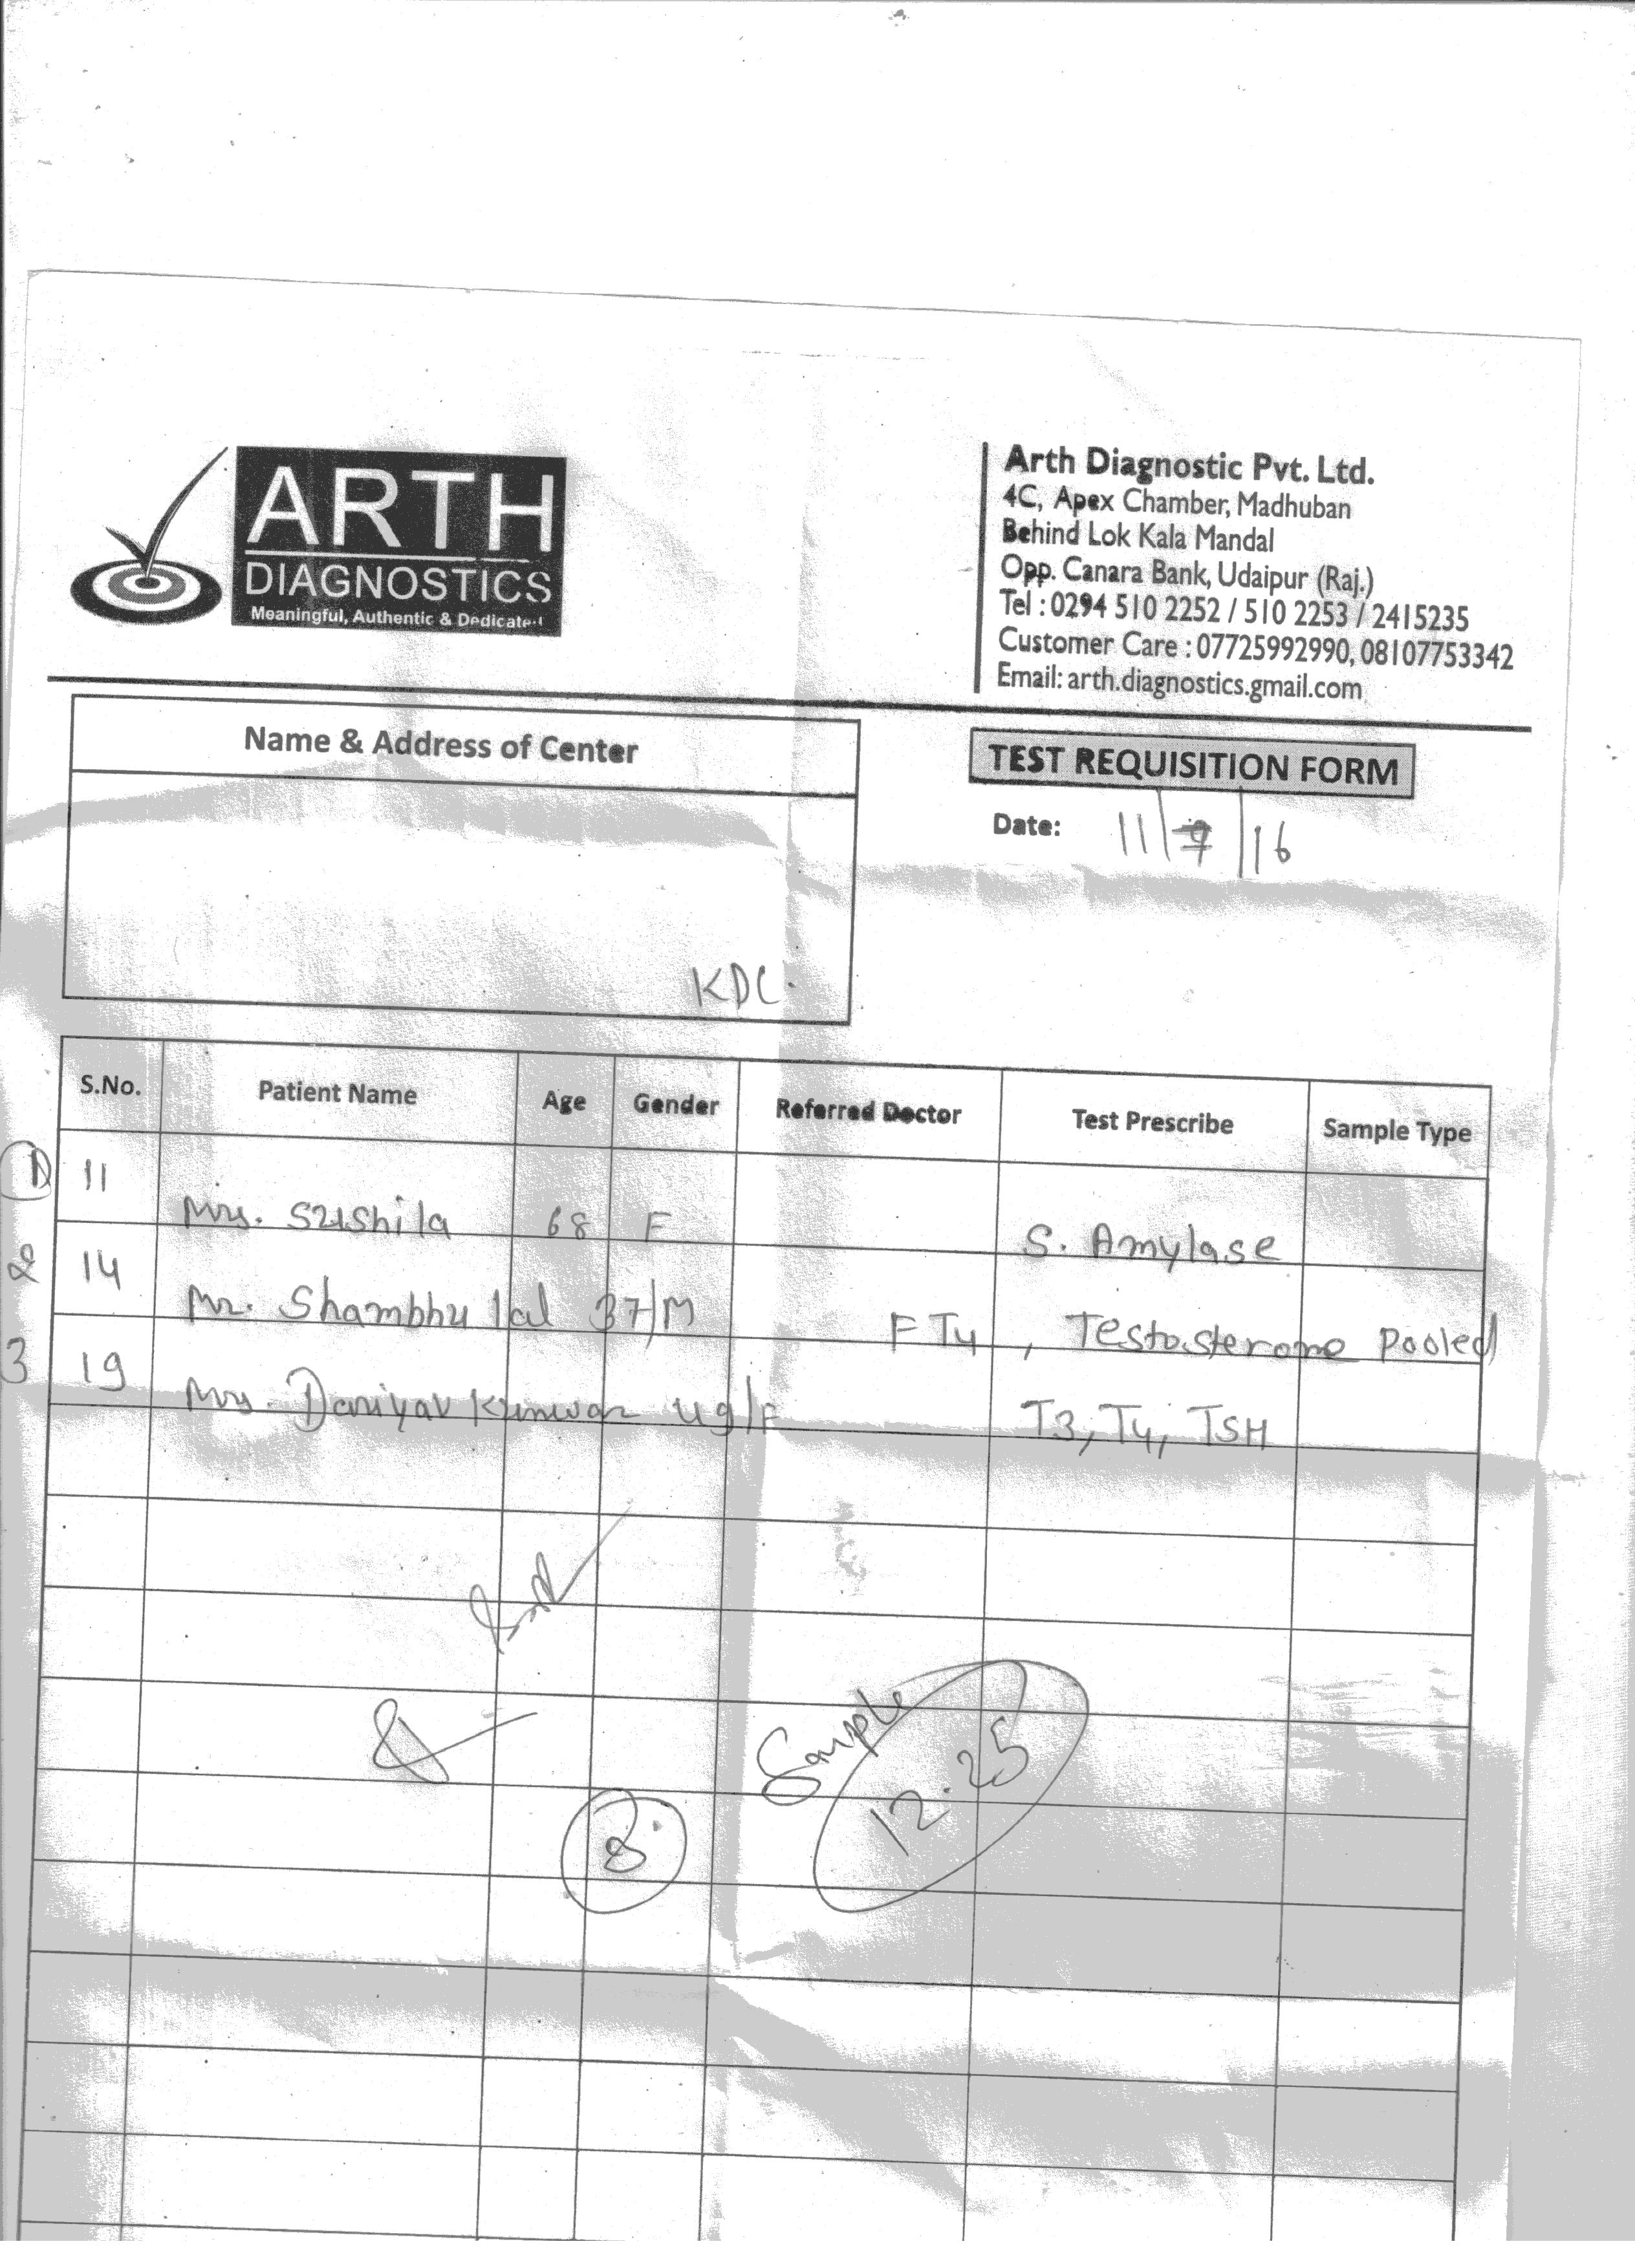 ARTH
DIAGNOSTICS
Meaningful, Authentic & Dedicated
Arth Diagnostic Pvt. Ltd.
4C, Apex Chamber, Madhuban
Behind Lok Kala Mandal
Opp. Canara Bank, Udaipur (Raj.)
Tel : 0294 510 2252 / 510 2253 / 2415235
Customer Care : 07725992990, 08107753342
Email: arth.diagnostics.gmail.com
Name & Address of Center
KDC.
TEST REQUISITION FORM
Date: 11/7/16
S.No. Patient Name Age Gender Referred Doctor Test Prescribe Sample Type
1 11 Mrs. Sushila 68 F S. Amylase
2 14 Mr. Shambhu lal 37/M FT4, Testosterone Pooled
3 19 Mrs. Dariyav Kunwar 49/F T3, T4, TSH
Sample
12.25